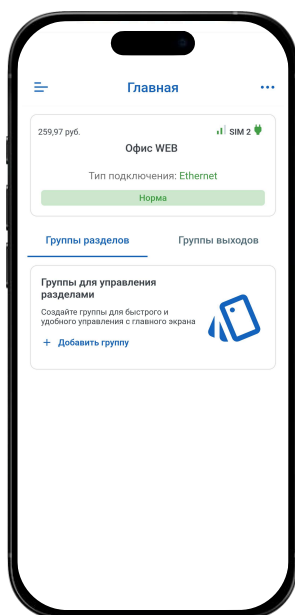 Главная
259,97 руб.
SIM 2
Офис WEB
Тип подключения: Ethernet
Норма
Группы разделов
Группы выходов
Группы для управления
разделами
Создайте группы для быстрого и
удобного управления с главного экрана
+ Добавить группу